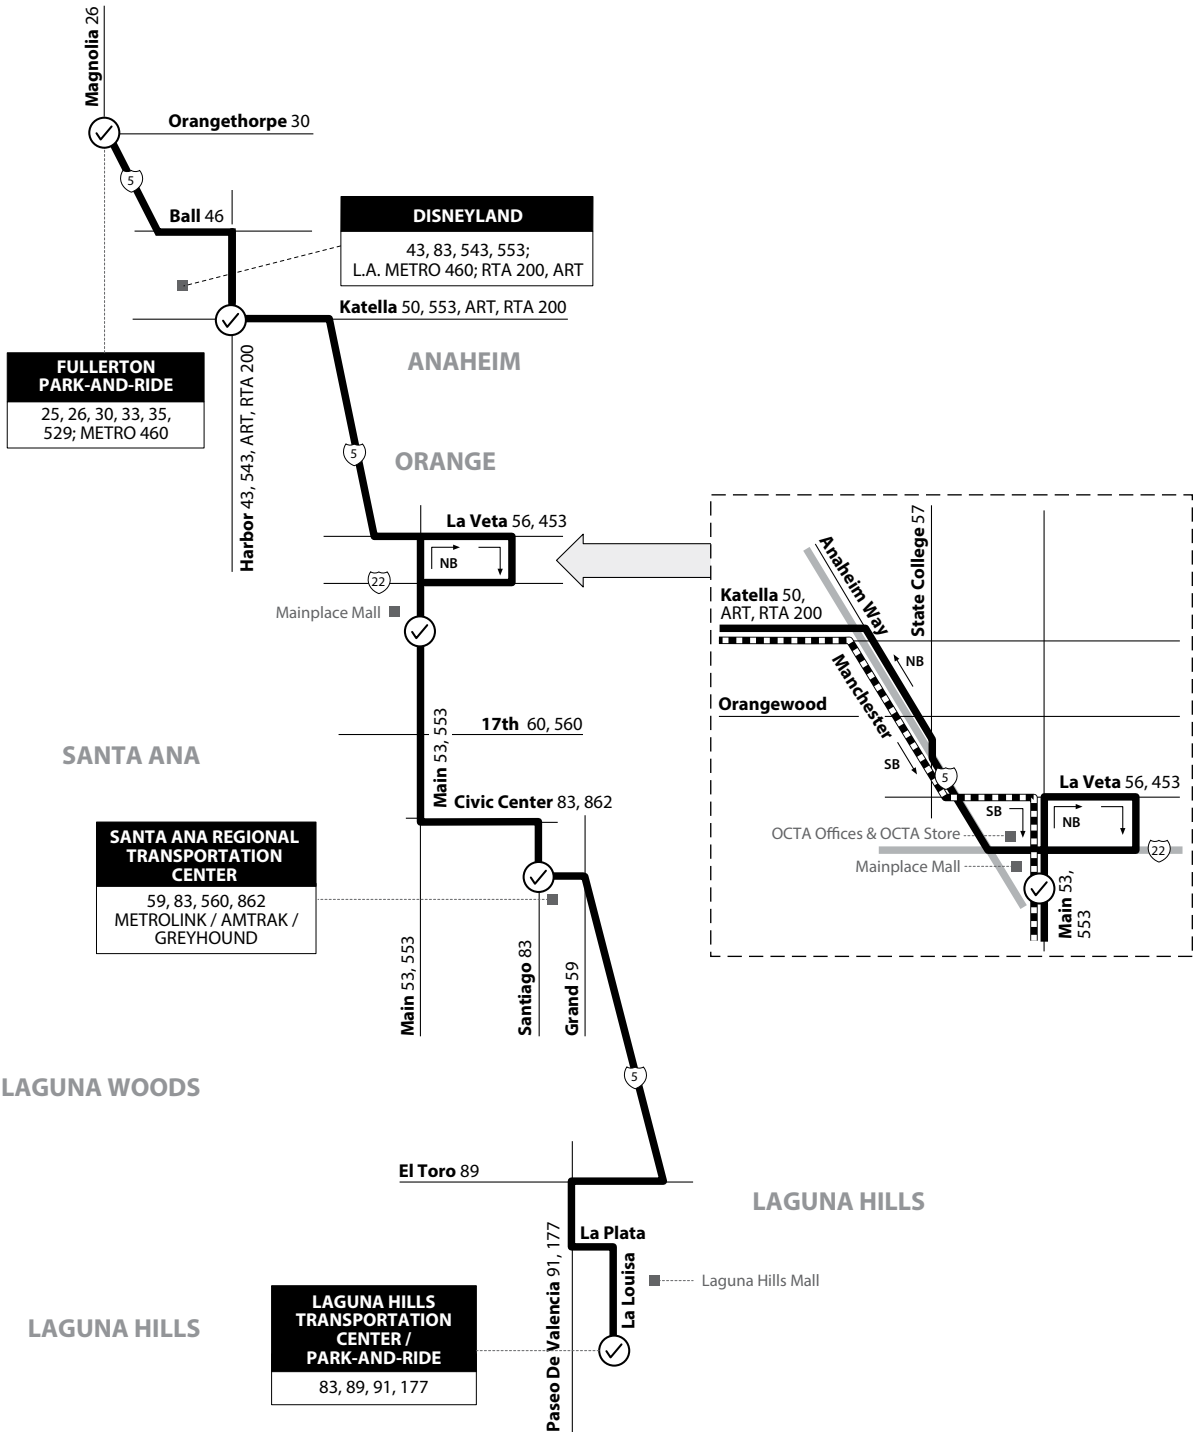 Magnolia 26
Orangethorpe 30
5
Ball 46
DISNEYLAND
43, 83, 543, 553;
L.A. METRO 460; RTA 200, ART
Katella 50, 553, ART, RTA 200
ANAHEIM
FULLERTON
PARK-AND-RIDE
25, 26, 30, 33, 35,
529; METRO 460
Harbor 43, 543, ART, RTA 200
5
ORANGE
La Veta 56, 453
NB
22
Mainplace Mall
Main 53, 553
17th 60, 560
SANTA ANA
Civic Center 83, 862
SANTA ANA REGIONAL
TRANSPORTATION
CENTER
59, 83, 560, 862
METROLINK / AMTRAK /
GREYHOUND
Main 53, 553
Santiago 83
Grand 59
5
LAGUNA WOODS
El Toro 89
LAGUNA HILLS
La Plata
La Louisa
Paseo De Valencia 91, 177
Laguna Hills Mall
LAGUNA HILLS
LAGUNA HILLS
TRANSPORTATION
CENTER /
PARK-AND-RIDE
83, 89, 91, 177
State College 57
Anaheim Way
Katella 50,
ART, RTA 200
NB
Manchester
Orangewood
SB
5
La Veta 56, 453
SB
NB
OCTA Offices & OCTA Store
22
Mainplace Mall
Main 53,
553